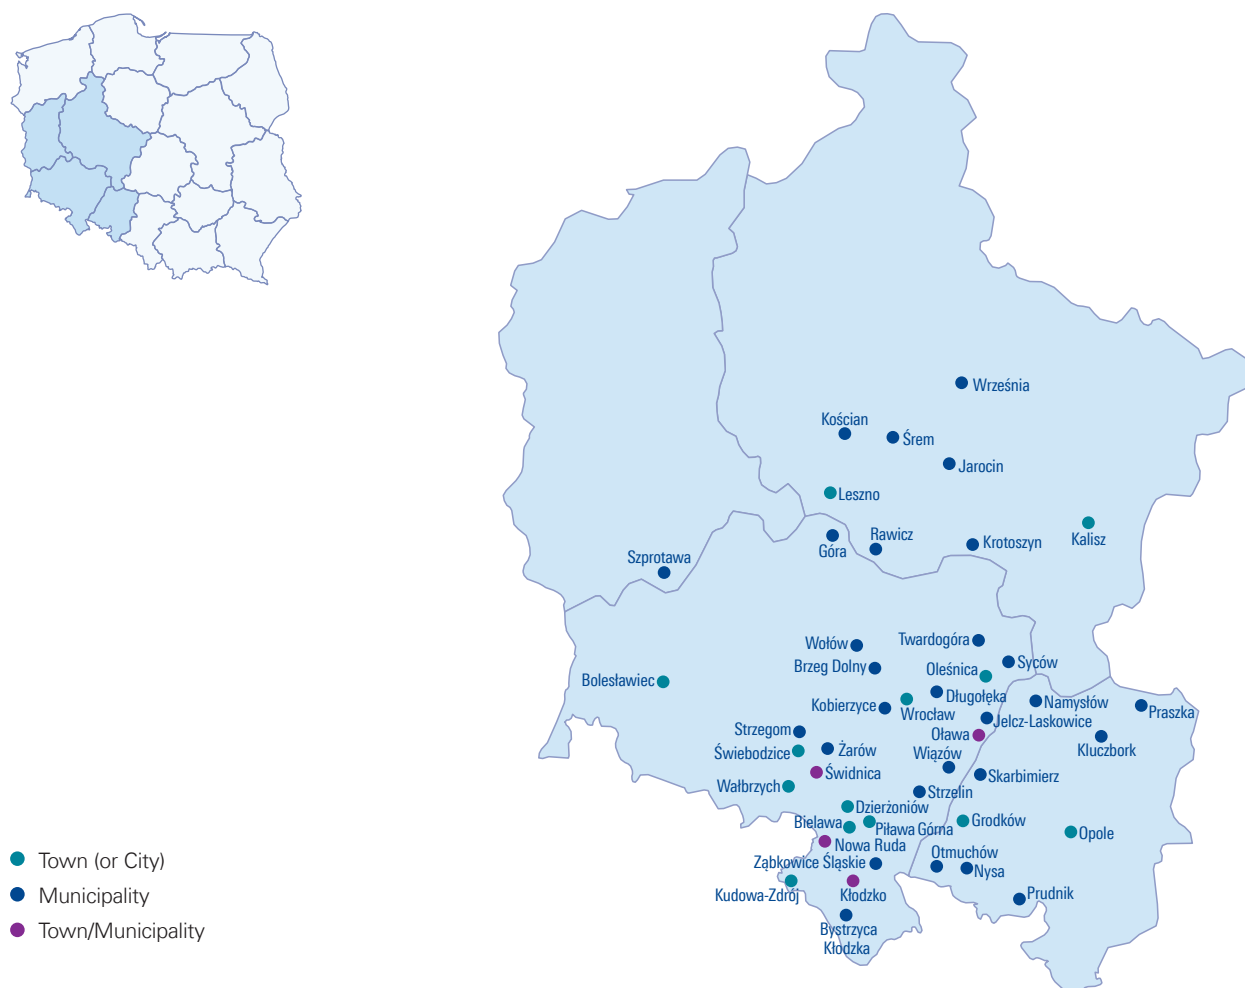 Września
Kościan
Śrem
Jarocin
Leszno
Kalisz
Góra
Rawicz
Krotoszyn
Szprotawa
Wołów
Twardogóra
Brzeg Dolny
Oleśnica
Syców
Bolesławiec
Długołęka
Namysłów
Kobierzyce
Wrocław
Praszka
Jelcz-Laskowice
Strzegom
Oława
Świebodzice
Żarów
Wiązów
Kluczbork
Świdnica
Skarbimierz
Wałbrzych
Strzelin
Dzierżoniów
Bielawa
Piława Górna
Grodków
Opole
Nowa Ruda
Otmuchów
Ząbkowice Śląskie
Nysa
Kudowa-Zdrój
Kłodzko
Prudnik
Bystrzyca
Kłodzka
Town (or City)
Municipality
Town/Municipality